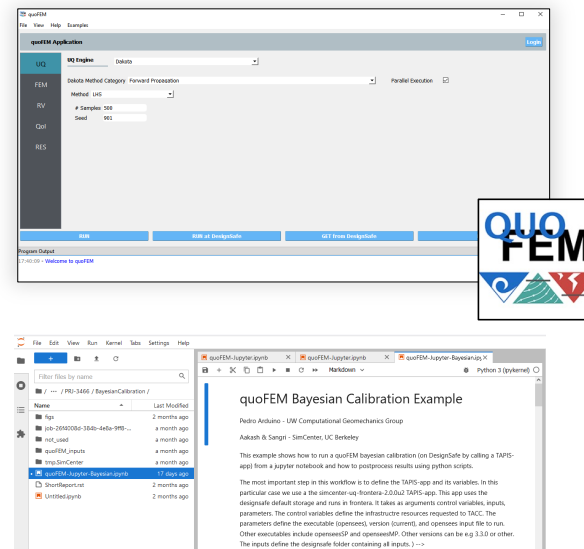 quoFEM
File View Help Examples
quoFEM Application
Login
UQ
FEM
RV
QoI
RES
UQ Engine Dakota
Dakota Method Category Forward Propagation Parallel Execution
Method LHS
# Samples 500
Seed 901
RUN
RUN at DesignSafe
GET from DesignSafe
Program Output
17:40:09 - Welcome to quoFEM
QUO
FEM
File Edit View Run Kernel Tabs Settings Help
Filter files by name
/ ··· / PRJ-3466 / BayesianCalibration /
Name Last Modified
figs 2 months ago
job-26f4008d-384b-4e8a-9ff8-... a month ago
not_used a month ago
quoFEM_inputs a month ago
tmp.SimCenter a month ago
quoFEM-Jupyter-Bayesian.ipynb 17 days ago
ShortReport.rst 2 months ago
Untitled.ipynb 2 months ago
quoFEM-Jupyter.ipynb
quoFEM-Jupyter.ipynb
quoFEM-Jupyter-Bayesian.ipy
Markdown
Python 3 (ipykernel)
quoFEM Bayesian Calibration Example
Pedro Arduino - UW Computational Geomechanics Group
Aakash & Sangri - SimCenter, UC Berkeley
This example shows how to run a quoFEM bayesian calibration (on DesignSafe by calling a TAPIS-
app) from a jupyter notebook and how to postprocess results using python scripts.
The most important step in this workflow is to define the TAPIS-app and its variables. In this
particular case we use the simcenter-uq-frontera-2.0.0u2 TAPIS-app. This app uses the
designsafe default storage and runs in frontera. It takes as arguments control variables, inputs,
parameters. The control variables define the infrastructre resources requested to TACC. The
parameters define the executable (opensees), version (current), and opensees input file to run.
Other executables include openseesSP and openseesMP. Other versions can be e.g 3.3.0 or other.
The inputs define the designsafe folder containing all inputs. ) -->